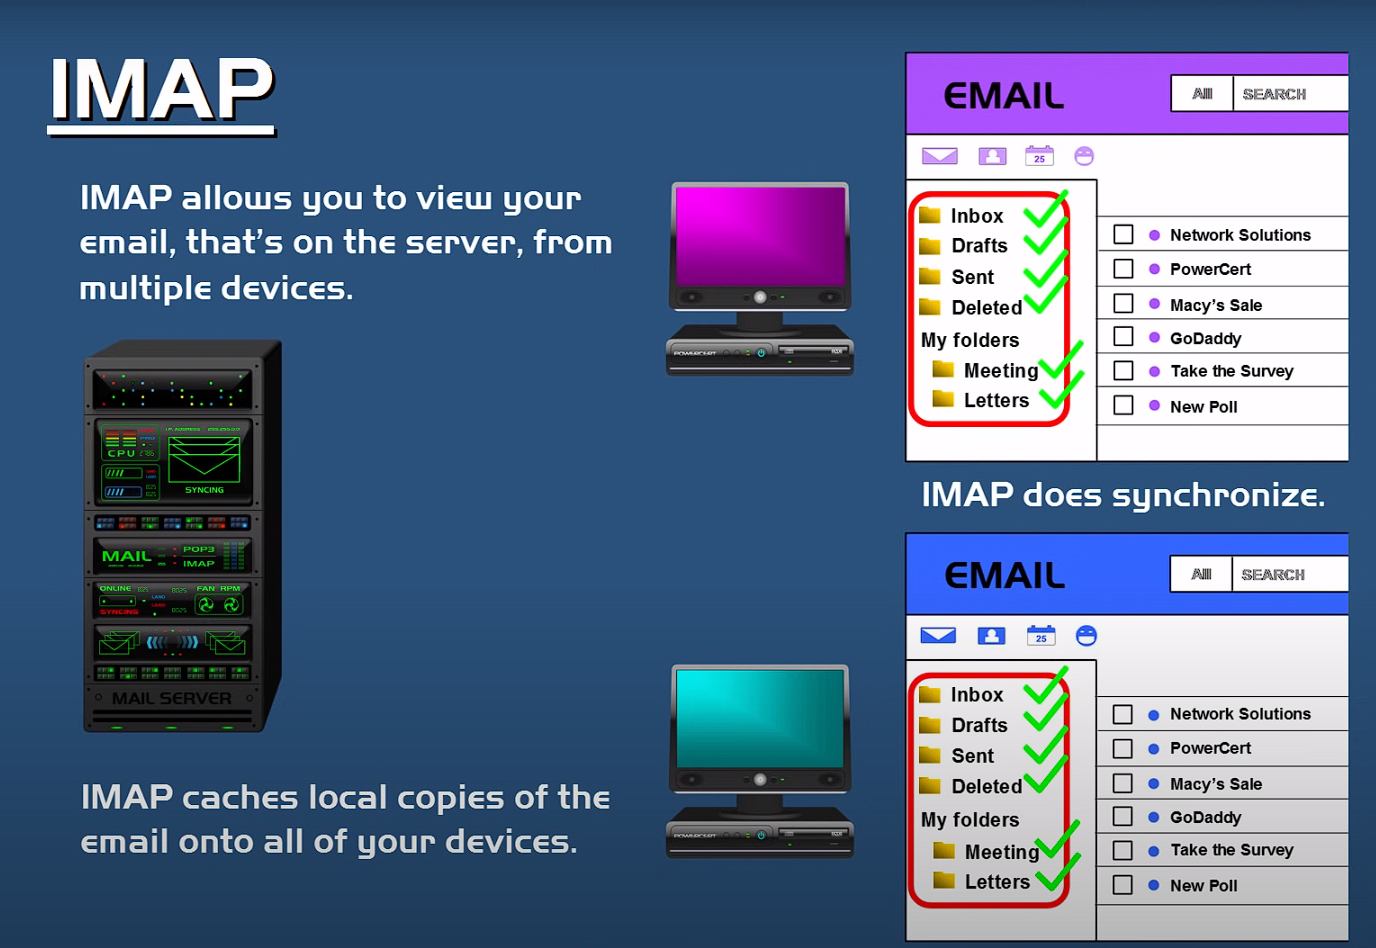 IMAP
IMAP allows you to view your
email, that's on the server, from
multiple devices.
CPU
SYNCING
MAIL
POP3
IMAP
ONLINE
FAN RPM
SYNCING
MAIL SERVER
IMAP caches local copies of the
email onto all of your devices.
POWERCERT
POWERCERT
EMAIL
All SEARCH
25
Inbox
Drafts
Sent
Deleted
My folders
Meeting
Letters
Network Solutions
PowerCert
Macy's Sale
GoDaddy
Take the Survey
New Poll
IMAP does synchronize.
EMAIL
All SEARCH
25
Inbox
Drafts
Sent
Deleted
My folders
Meeting
Letters
Network Solutions
PowerCert
Macy's Sale
GoDaddy
Take the Survey
New Poll